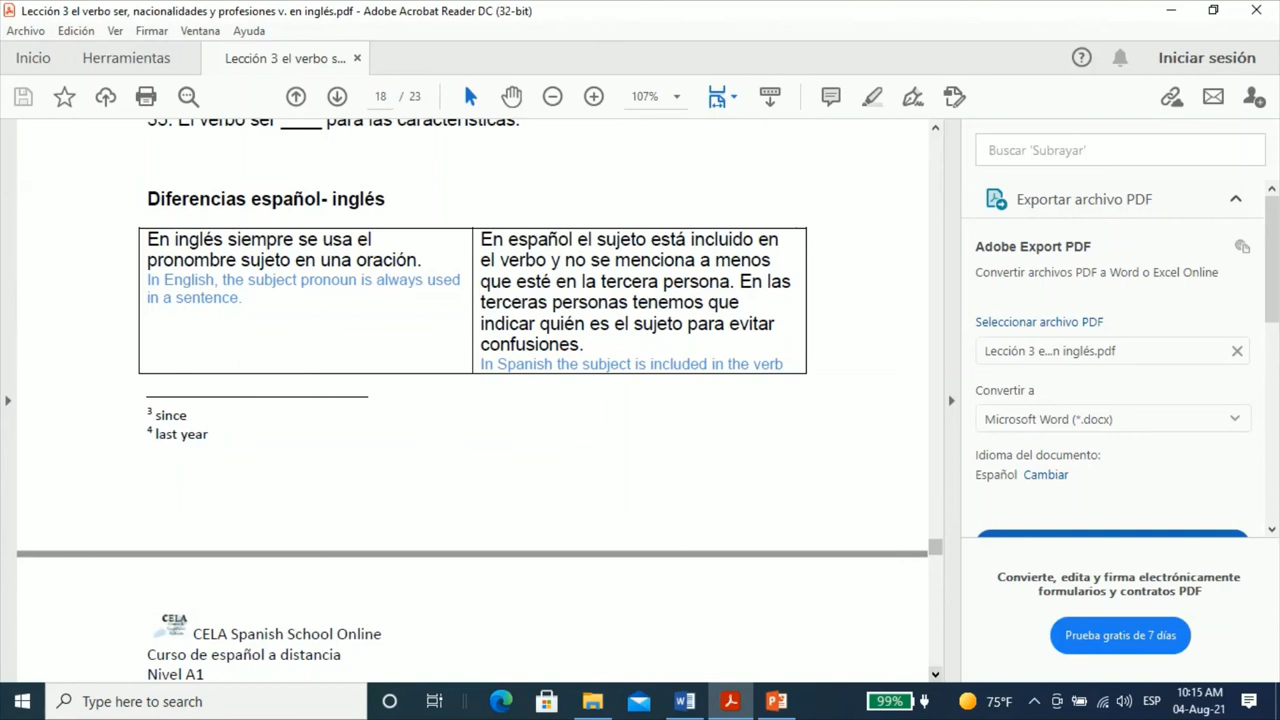 Lección 3 el verbo ser, nacionalidades y profesiones v. en inglés.pdf - Adobe Acrobat Reader DC (32-bit)
Archivo Edición Ver Firmar Ventana Ayuda
Inicio Herramientas Lección 3 el verbo s... × Iniciar sesión
18 / 23 107%
33. El verbo ser ____ para las características.
Diferencias español- inglés
En inglés siempre se usa el
pronombre sujeto en una oración.
In English, the subject pronoun is always used
in a sentence.
En español el sujeto está incluido en
el verbo y no se menciona a menos
que esté en la tercera persona. En las
terceras personas tenemos que
indicar quién es el sujeto para evitar
confusiones.
In Spanish the subject is included in the verb
3 since
4 last year
CELA
CELA Spanish School Online
Curso de español a distancia
Nivel A1
Buscar 'Subrayar'
Exportar archivo PDF
Adobe Export PDF
Convertir archivos PDF a Word o Excel Online
Seleccionar archivo PDF
Lección 3 e...n inglés.pdf
Convertir a
Microsoft Word (*.docx)
Idioma del documento:
Español Cambiar
Convierte, edita y firma electrónicamente
formularios y contratos PDF
Prueba gratis de 7 días
Type here to search 99% 75°F ESP 10:15 AM
04-Aug-21